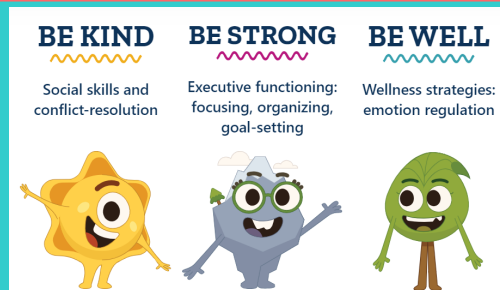 BE KIND
Social skills and
conflict-resolution
BE STRONG
Executive functioning:
focusing, organizing,
goal-setting
BE WELL
Wellness strategies:
emotion regulation